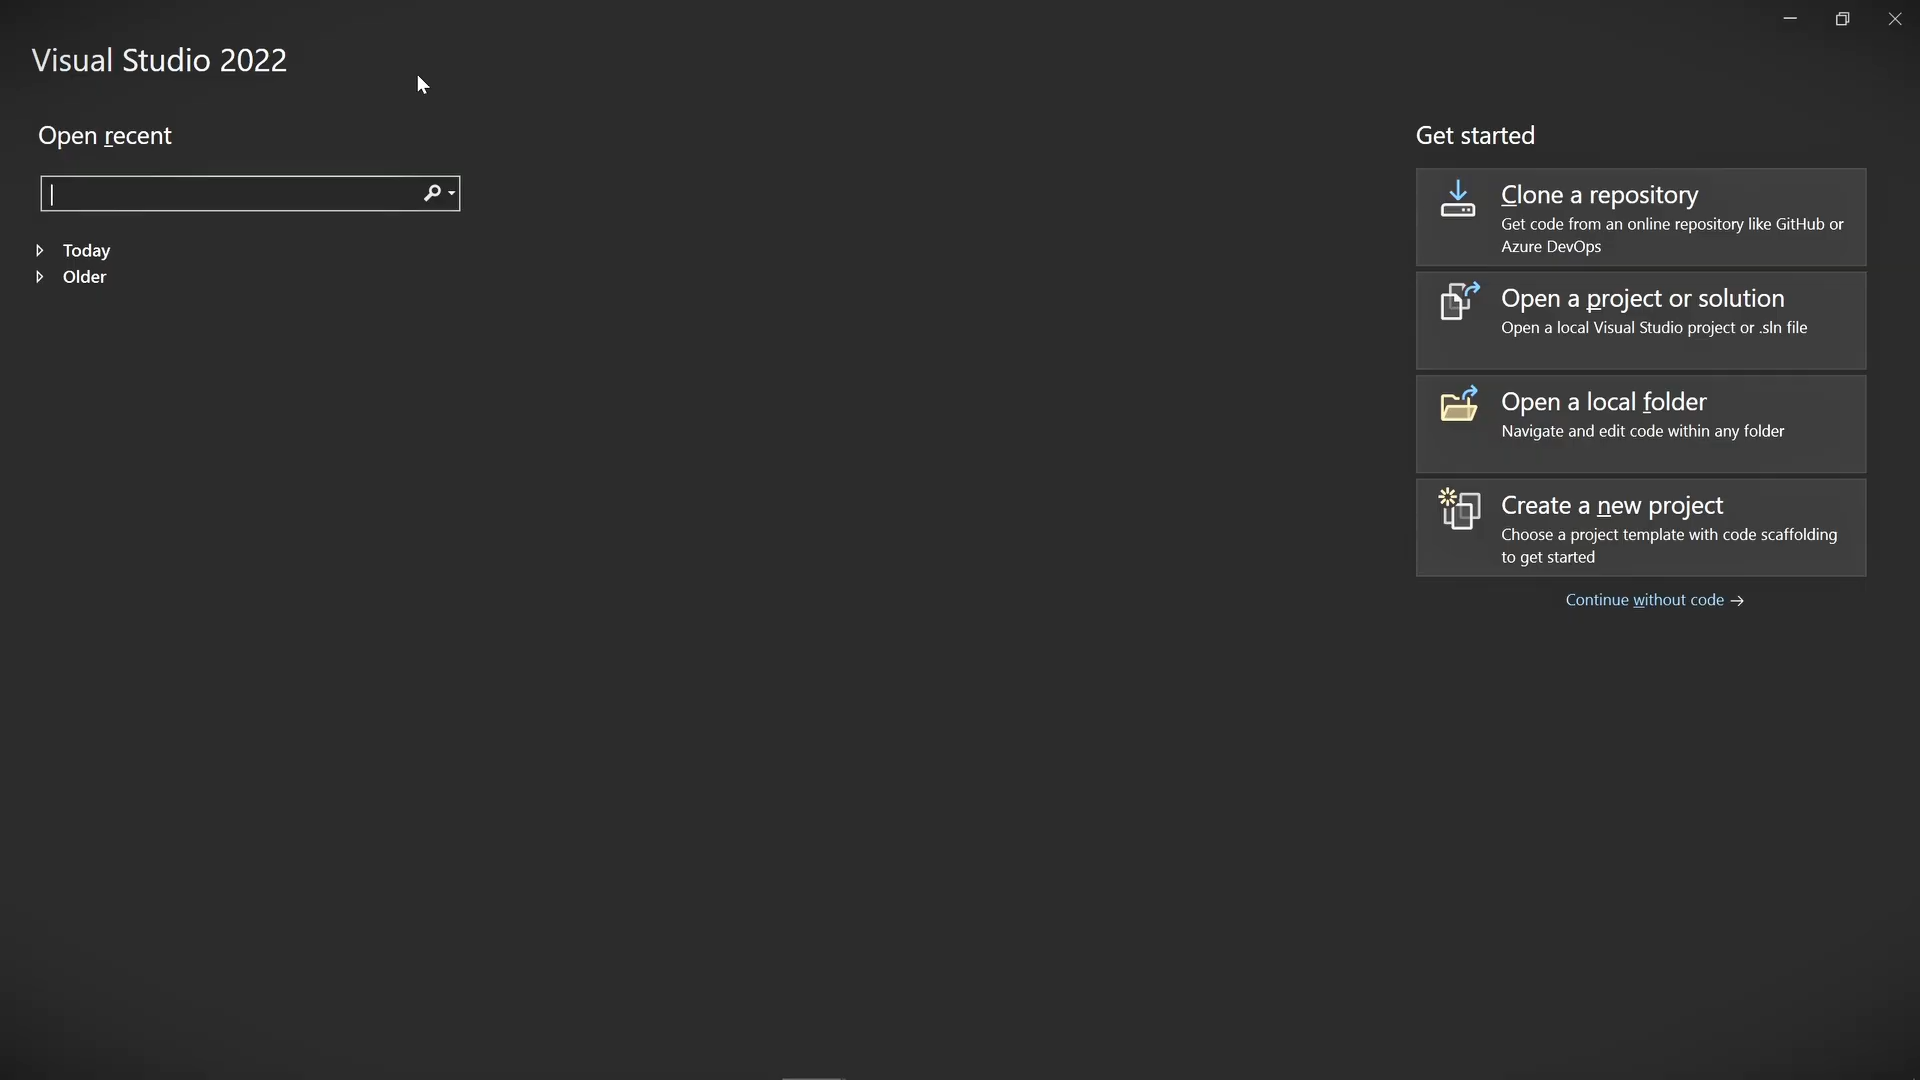 Visual Studio 2022
Open recent
Today
Older
Get started
Clone a repository
Get code from an online repository like GitHub or
Azure DevOps
Open a project or solution
Open a local Visual Studio project or .sln file
Open a local folder
Navigate and edit code within any folder
Create a new project
Choose a project template with code scaffolding
to get started
Continue without code →